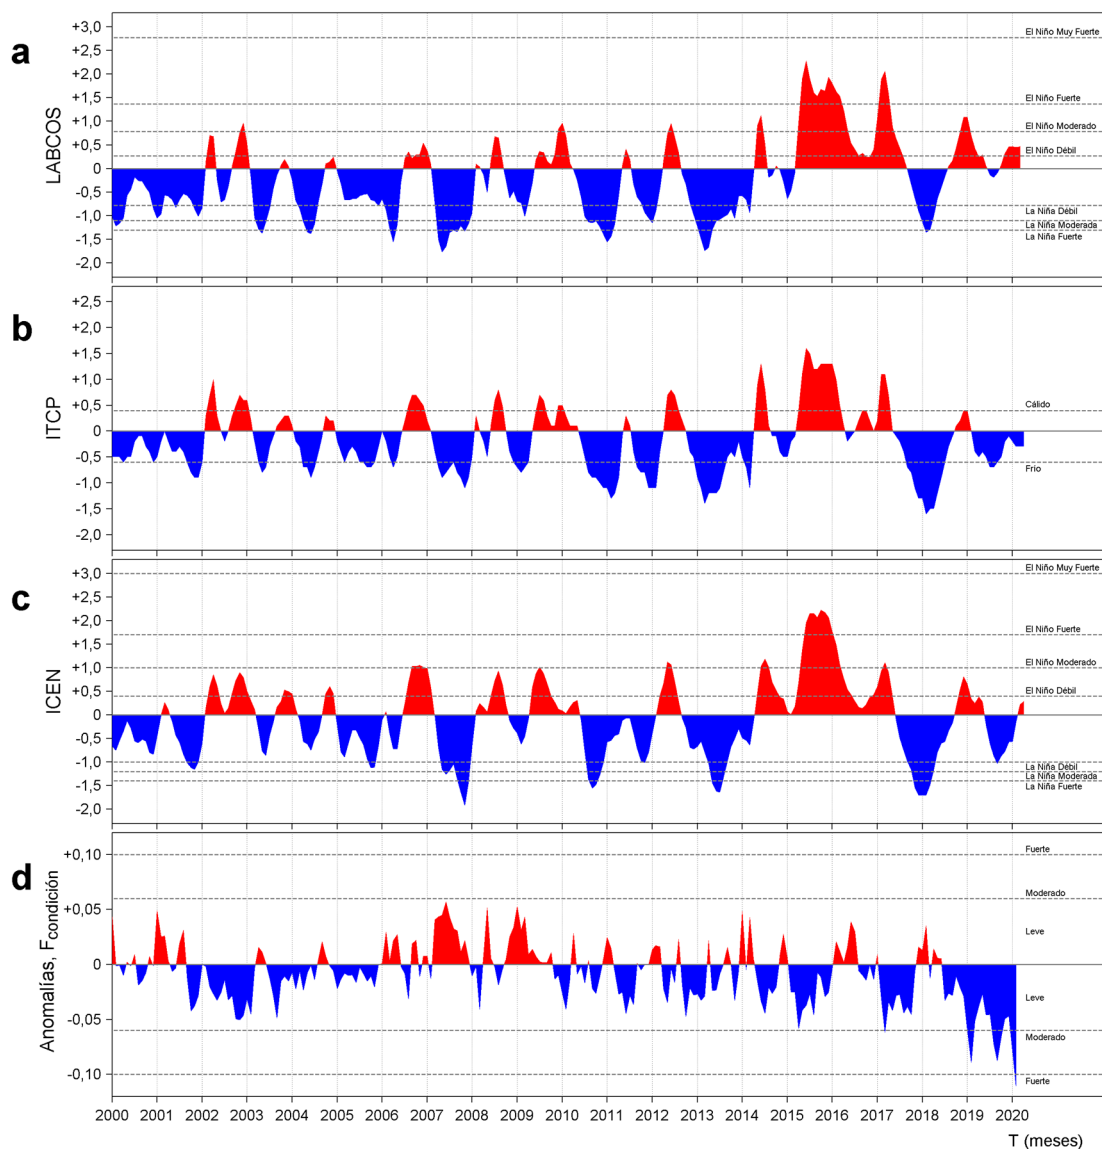 a
LABCOS
+3,0
+2,5
+2,0
+1,5
+1,0
+0,5
0
-0,5
-1,0
-1,5
-2,0
El Niño Muy Fuerte
El Niño Fuerte
El Niño Moderado
El Niño Débil
La Niña Débil
La Niña Moderada
La Niña Fuerte
b
ITCP
+2,5
+2,0
+1,5
+1,0
+0,5
0
-0,5
-1,0
-1,5
-2,0
Cálido
Frío
c
ICEN
+3,0
+2,5
+2,0
+1,5
+1,0
+0,5
0
-0,5
-1,0
-1,5
-2,0
El Niño Muy Fuerte
El Niño Fuerte
El Niño Moderado
El Niño Débil
La Niña Débil
La Niña Moderada
La Niña Fuerte
d
Anomalías, Fcondición
+0,10
+0,05
0
-0,05
-0,10
Fuerte
Moderado
Leve
Leve
Moderado
Fuerte
2000 2001 2002 2003 2004 2005 2006 2007 2008 2009 2010 2011 2012 2013 2014 2015 2016 2017 2018 2019 2020
T (meses)